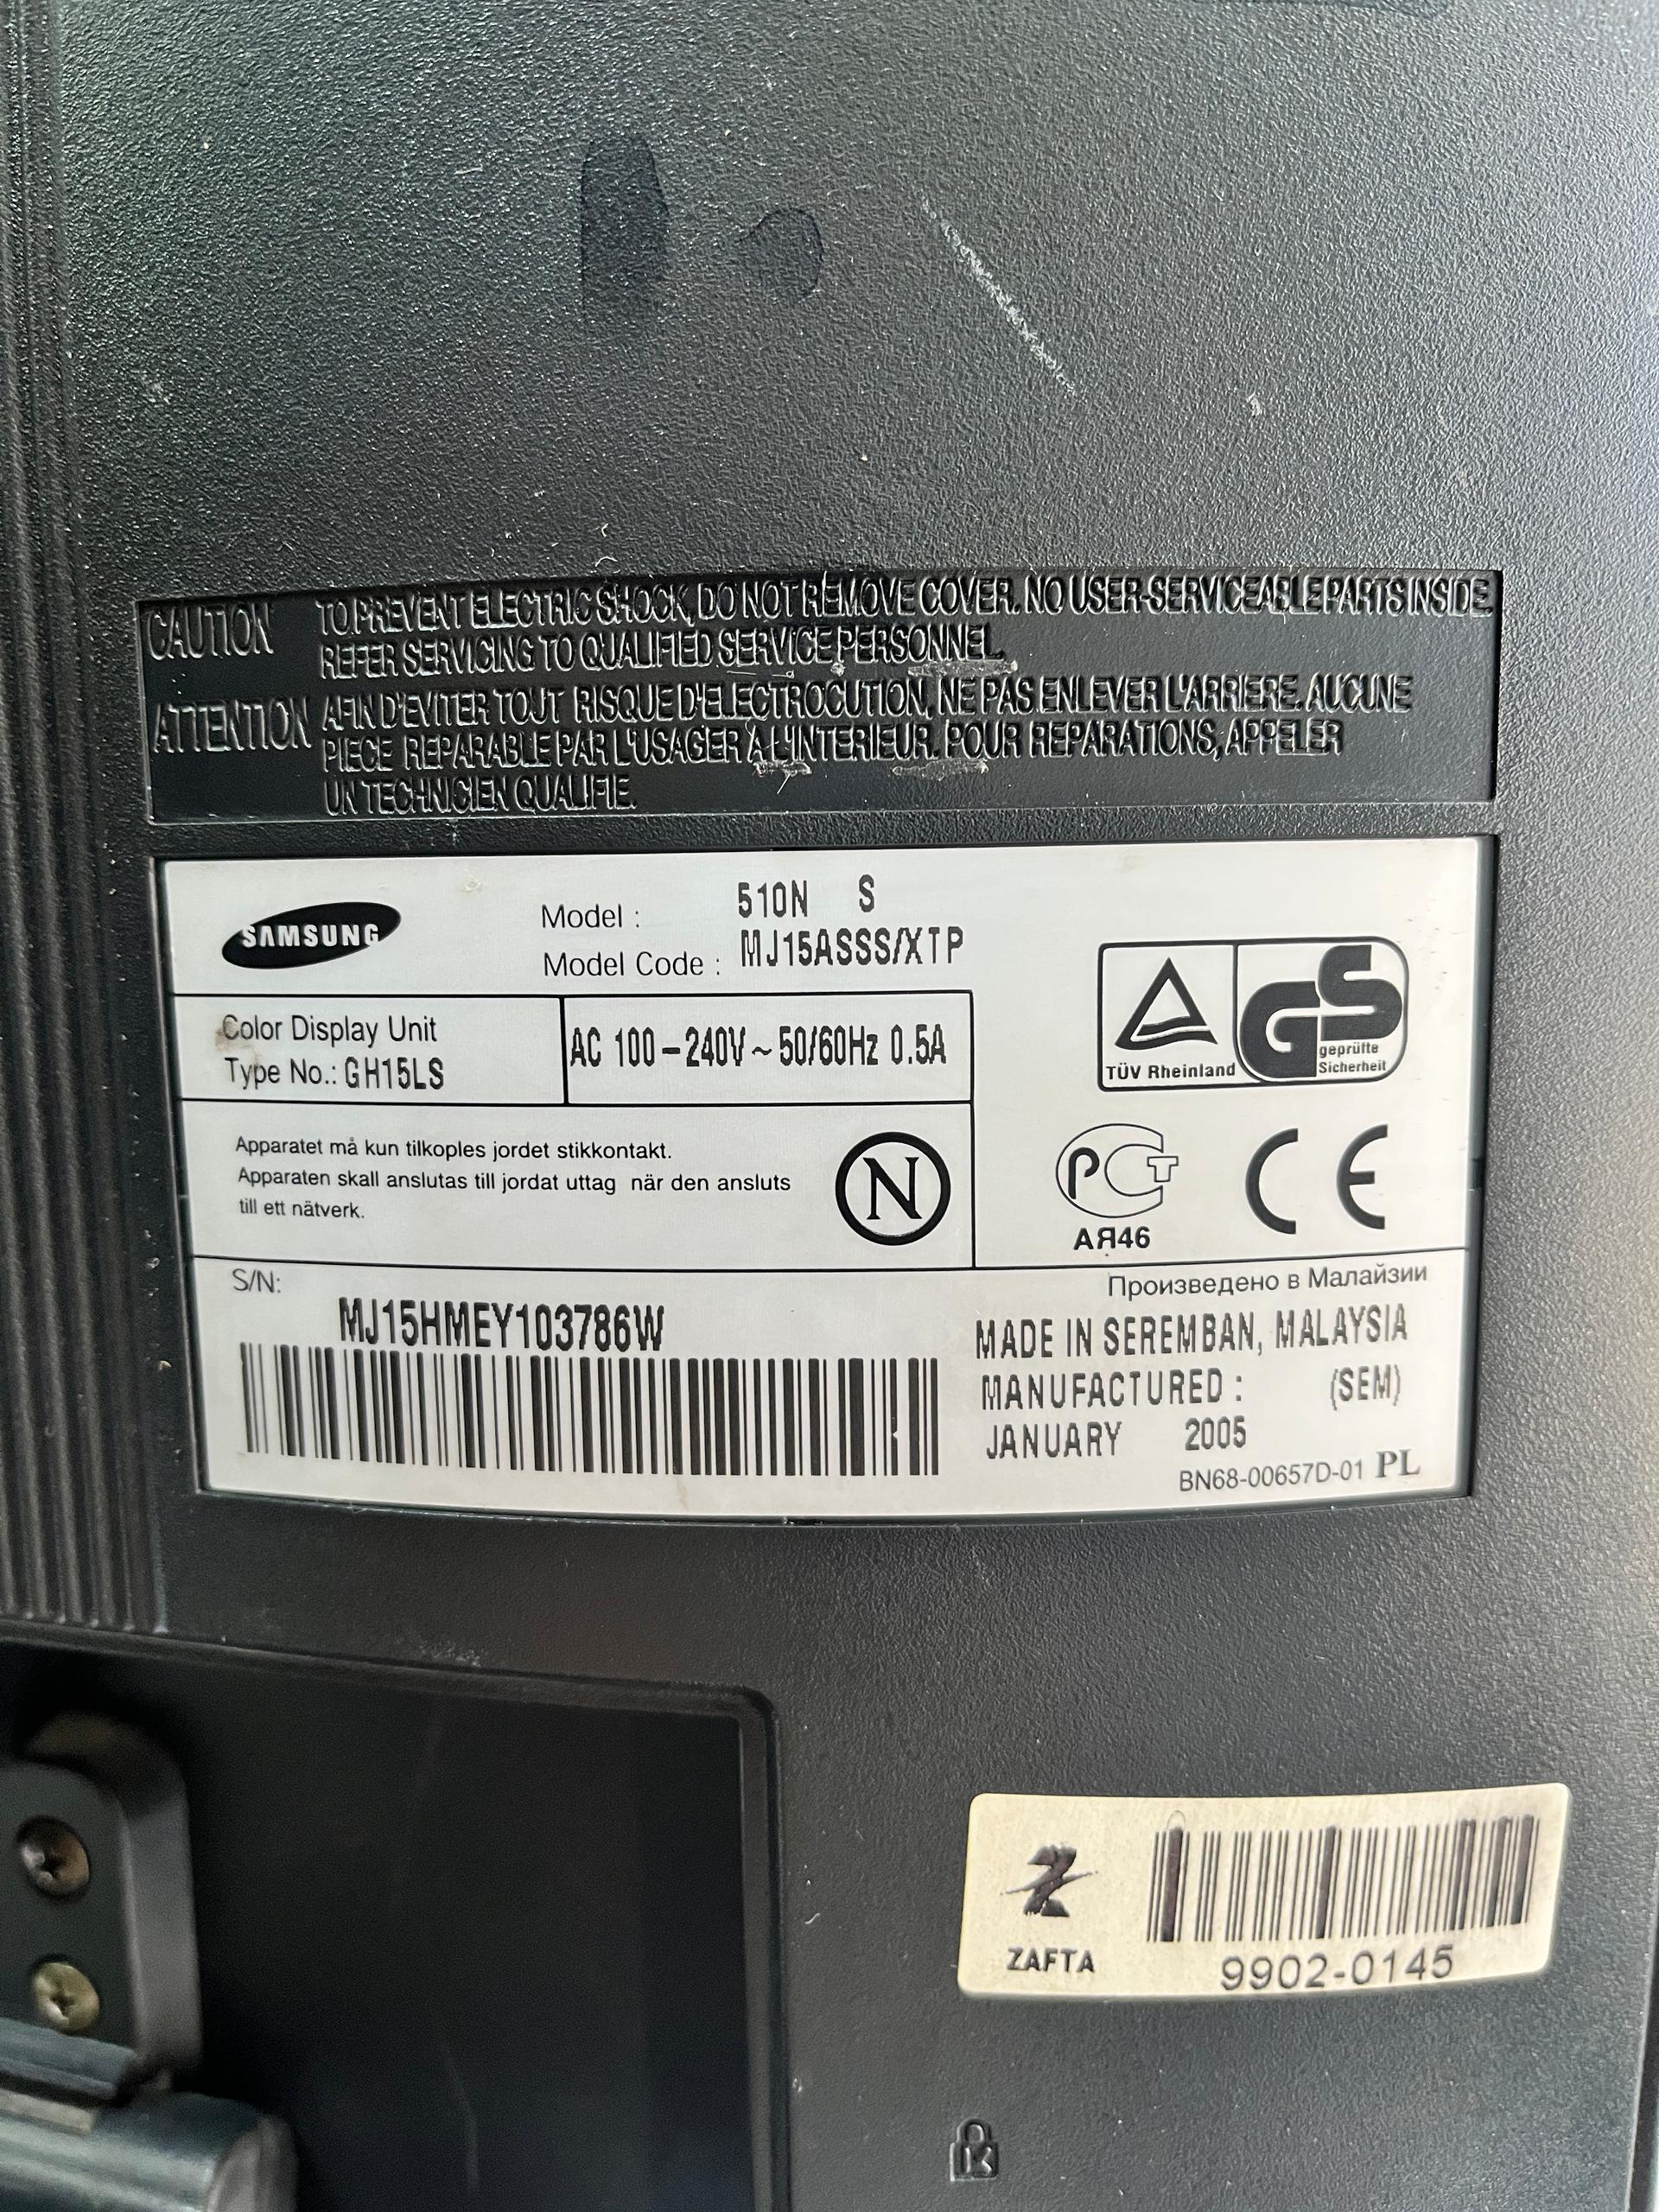 CAUTION TO PREVENT ELECTRIC SHOCK, DO NOT REMOVE COVER. NO USER-SERVICEABLE PARTS INSIDE.
REFER SERVICING TO QUALIFIED SERVICE PERSONNEL.
ATTENTION AFIN D'EVITER TOUT RISQUE D'ELECTROCUTION, NE PAS ENLEVER L'ARRIERE. AUCUNE
PIECE REPARABLE PAR L'USAGER A L'INTERIEUR. POUR REPARATIONS, APPELER
UN TECHNICIEN QUALIFIE.
SAMSUNG
Model : 510N S
Model Code : MJ15ASSS/XTP
Color Display Unit
Type No.: GH15LS
AC 100-240V ~ 50/60Hz 0.5A
TÜV Rheinland
GS
geprüfte
Sicherheit
Apparatet må kun tilkoples jordet stikkontakt.
Apparaten skall anslutas till jordat uttag när den ansluts
till ett nätverk.
N
PCT
АЯ46
CE
S/N:
MJ15HMEY103786W
Произведено в Малайзии
MADE IN SEREMBAN, MALAYSIA
MANUFACTURED : (SEM)
JANUARY 2005
BN68-00657D-01 PL
Z
ZAFTA
9902-0145
K